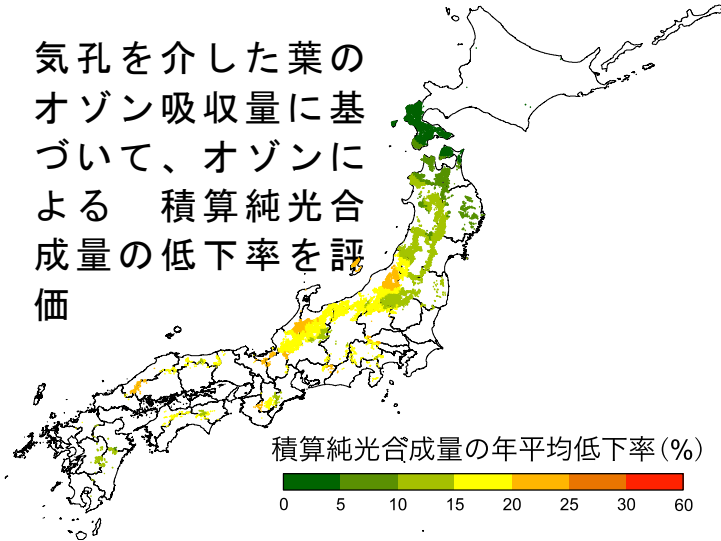 気孔を介した葉の
オゾン吸収量に基
づいて、オゾンに
よる　積算純光合
成量の低下率を評
価
積算純光合成量の年平均低下率(%)
0 5 10 15 20 25 30 60